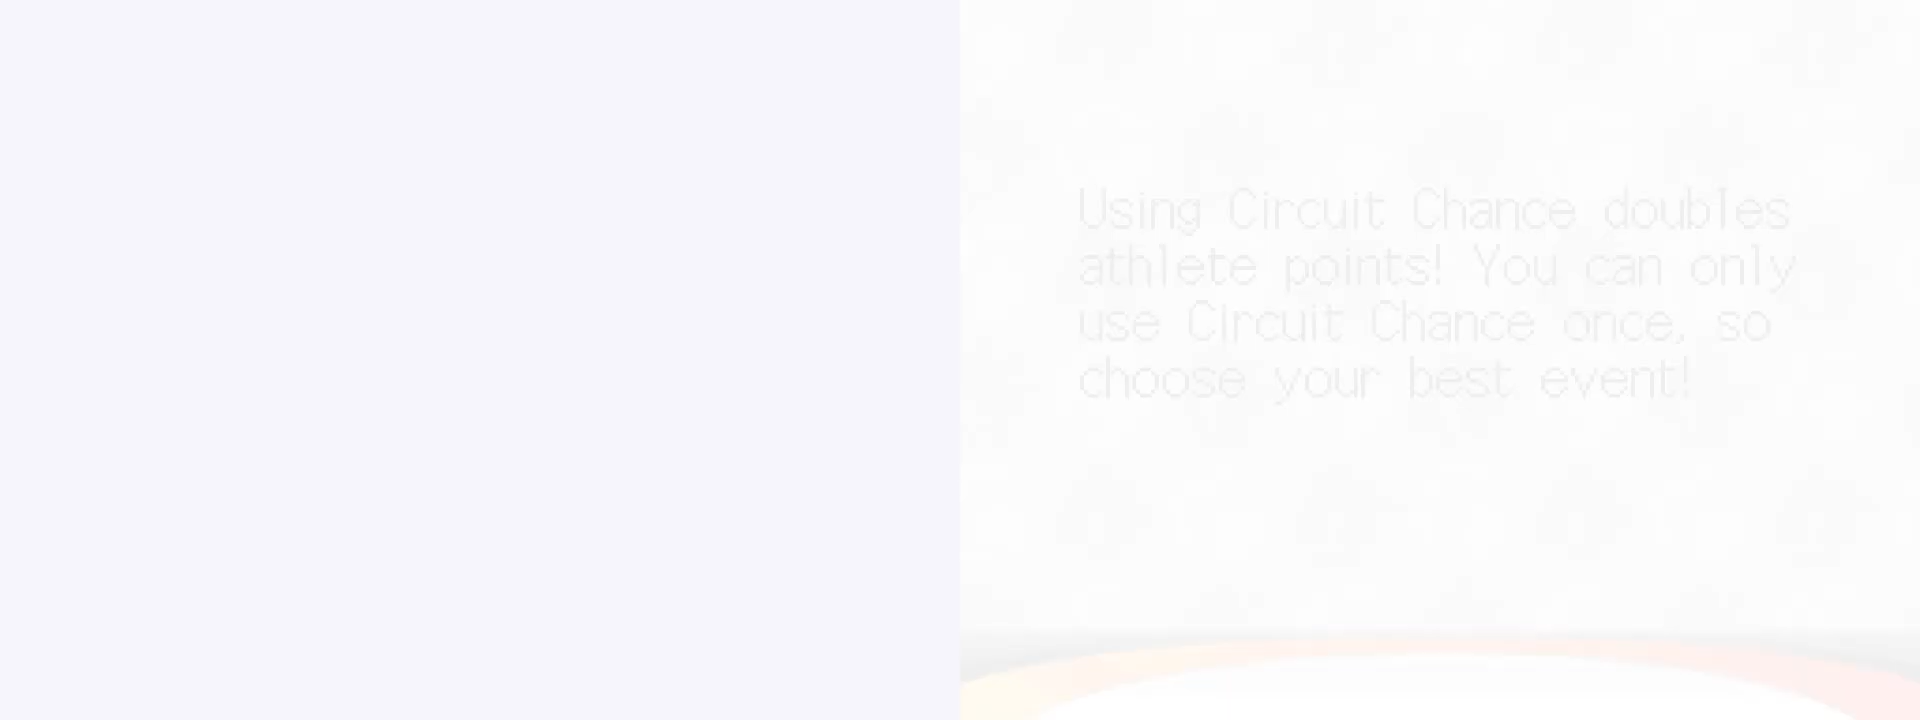 Using Circuit Chance doubles
athlete points! You can only
use Circuit Chance once, so
choose your best event!